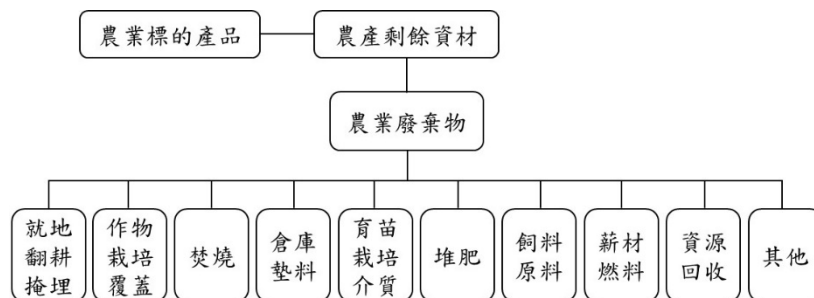 農業標的產品
農產剩餘資材
農業廢棄物
就地
翻耕
掩埋
作物
栽培
覆蓋
焚燒
倉庫
墊料
育苗
栽培
介質
堆肥
飼料
原料
薪材
燃料
資源
回收
其他